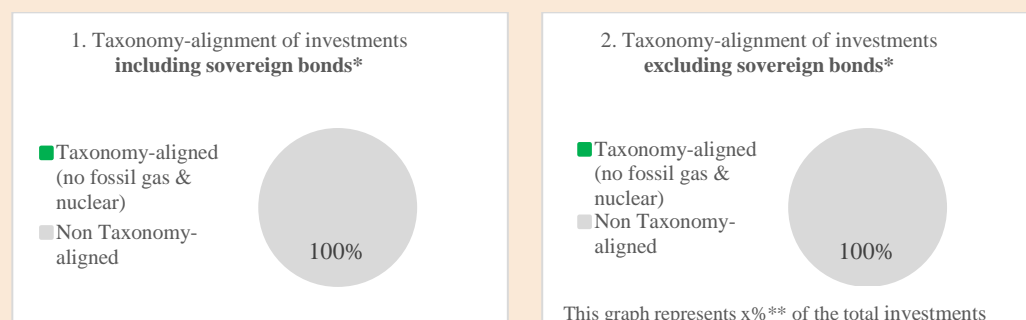 1. Taxonomy-alignment of investments
including sovereign bonds*
Taxonomy-aligned
(no fossil gas &
nuclear)
Non Taxonomy-
aligned
100%
2. Taxonomy-alignment of investments
excluding sovereign bonds*
Taxonomy-aligned
(no fossil gas &
nuclear)
Non Taxonomy-
aligned
100%
This graph represents x%** of the total investments